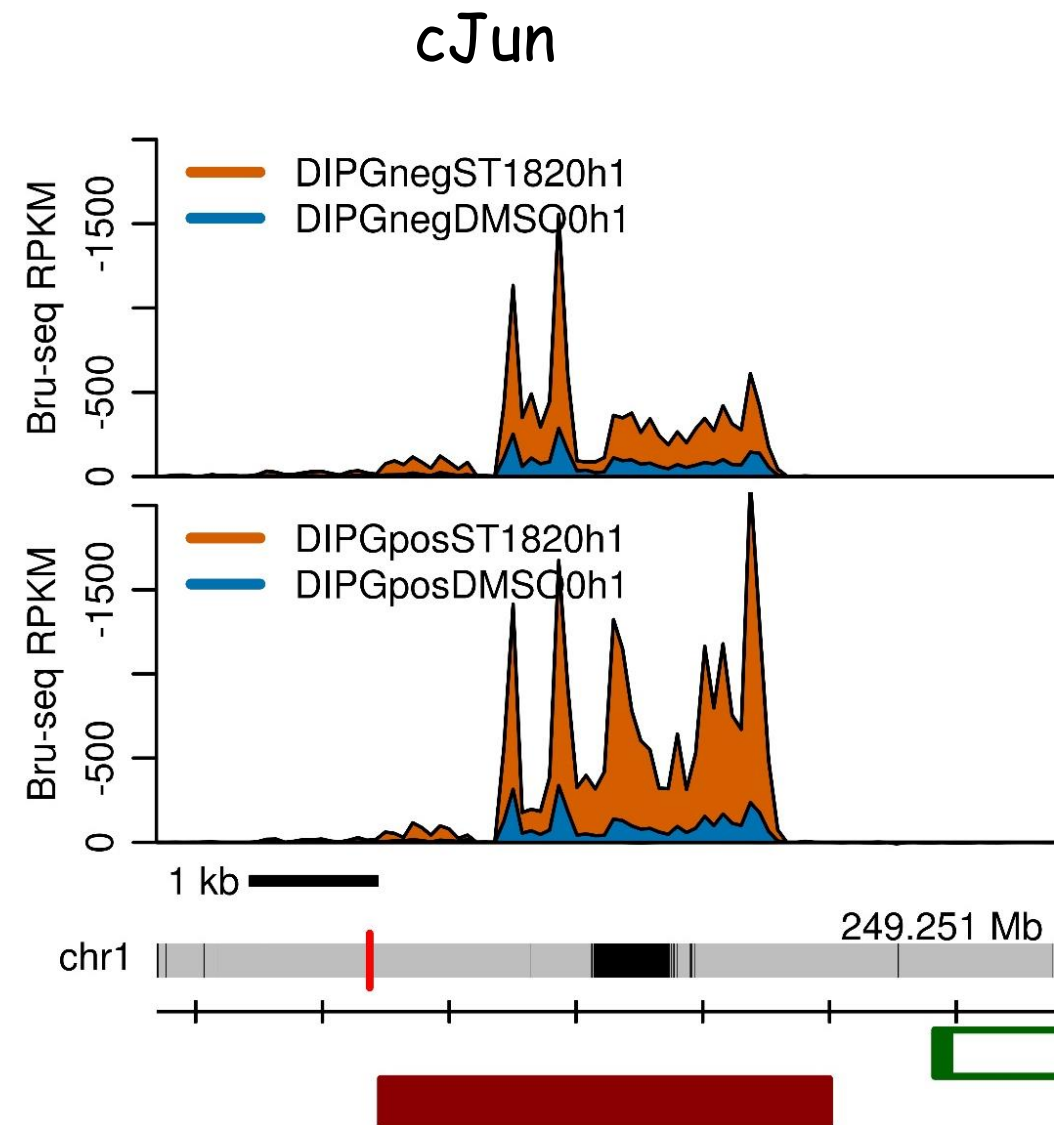 cJun
Bru-seq RPKM
-1500
-500
0
DIPGnegST1820h1
DIPGnegDMSO0h1
Bru-seq RPKM
-1500
-500
0
DIPGposST1820h1
DIPGposDMSO0h1
1 kb
249.251 Mb
chr1